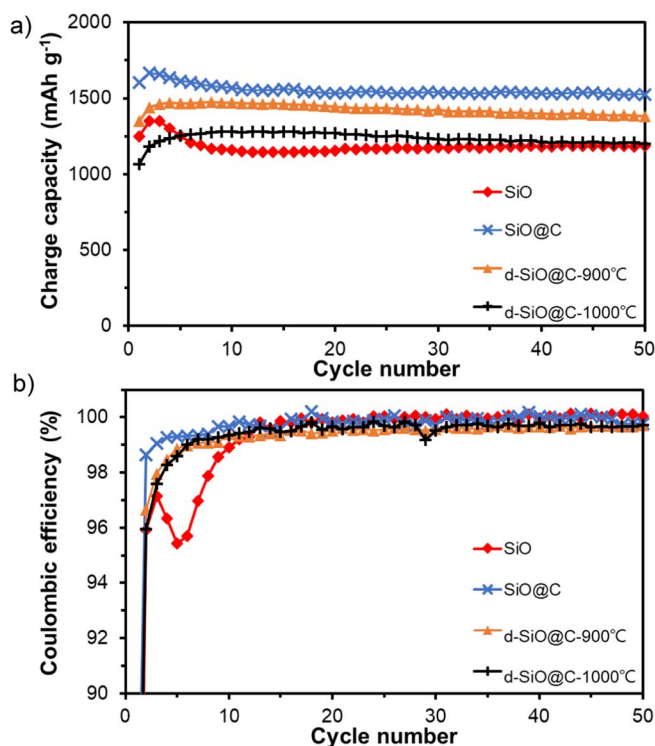 a)
Charge capacity (mAh g-1)
2000
1500
1000
500
0
SiO
SiO@C
d-SiO@C-900℃
d-SiO@C-1000℃
0
10
20
30
40
50
Cycle number
b)
Coulombic efficiency (%)
100
98
96
94
92
90
SiO
SiO@C
d-SiO@C-900℃
d-SiO@C-1000℃
0
10
20
30
40
50
Cycle number